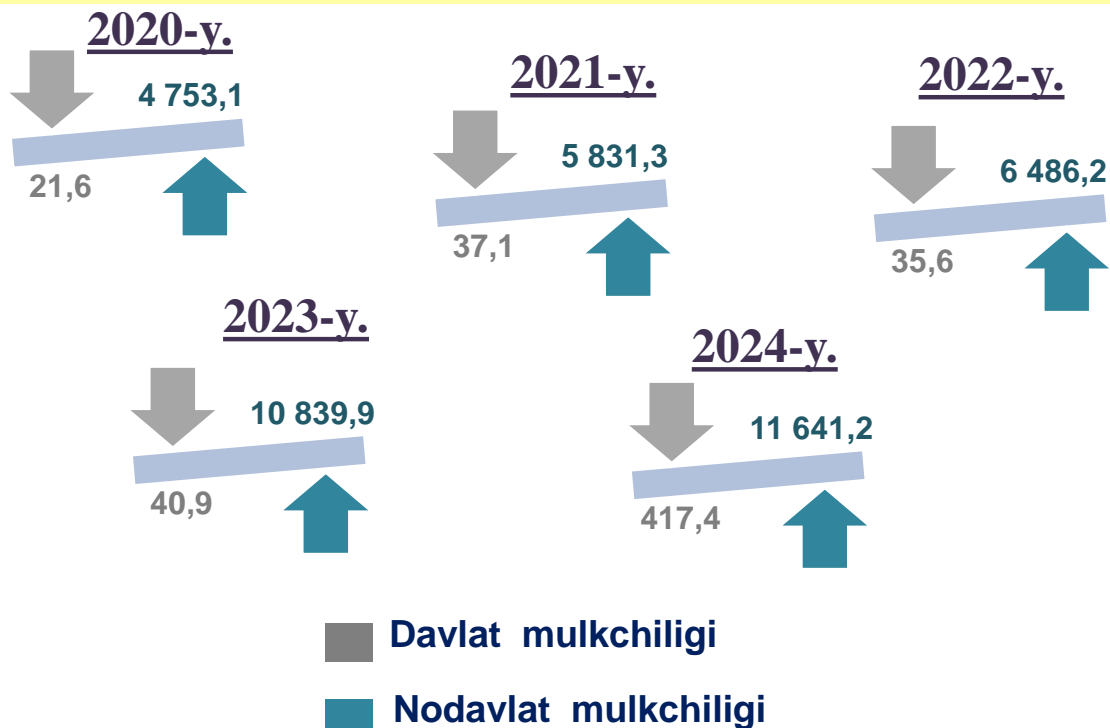 2020-y.
4 753,1
21,6
2021-y.
5 831,3
37,1
2022-y.
6 486,2
35,6
2023-y.
10 839,9
40,9
2024-y.
11 641,2
417,4
Davlat mulkchiligi
Nodavlat mulkchiligi